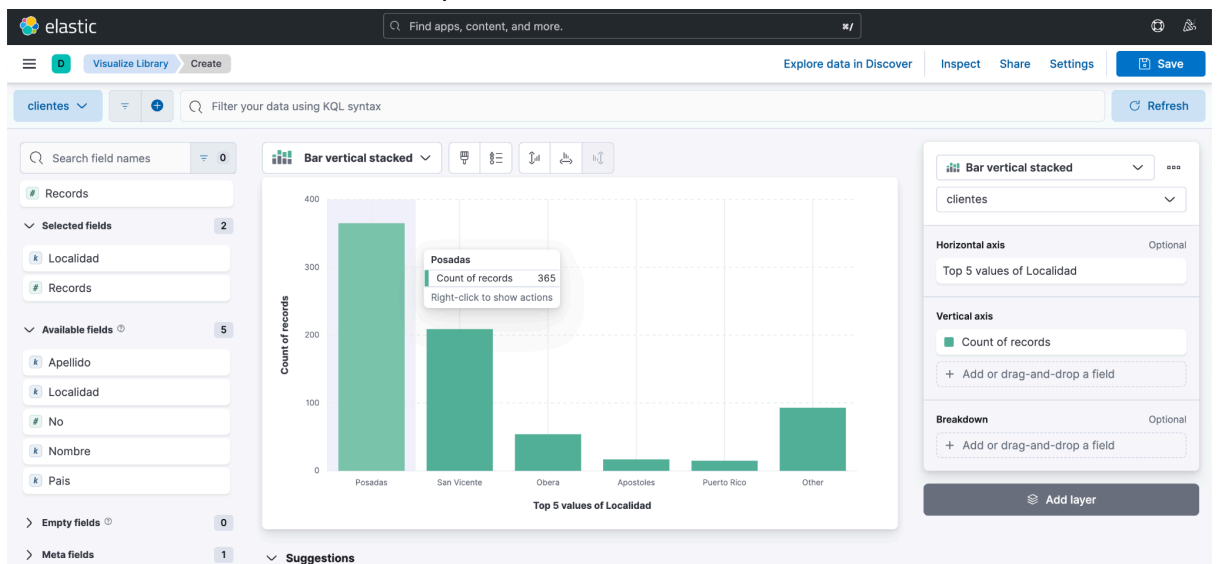 elastic
Find apps, content, and more.
⌘/
D
Visualize Library
Create
Explore data in Discover
Inspect
Share
Settings
Save
clientes
Filter your data using KQL syntax
Refresh
Search field names
0
# Records
Selected fields
2
k Localidad
# Records
Available fields
5
k Apellido
k Localidad
# No
k Nombre
k Pais
Empty fields
0
Meta fields
1
Bar vertical stacked
400
300
200
100
0
Count of records
Posadas
Count of records 365
Right-click to show actions
Posadas
San Vicente
Obera
Apostoles
Puerto Rico
Other
Top 5 values of Localidad
Suggestions
Bar vertical stacked
clientes
Horizontal axis
Optional
Top 5 values of Localidad
Vertical axis
Count of records
+ Add or drag-and-drop a field
Breakdown
Optional
+ Add or drag-and-drop a field
Add layer